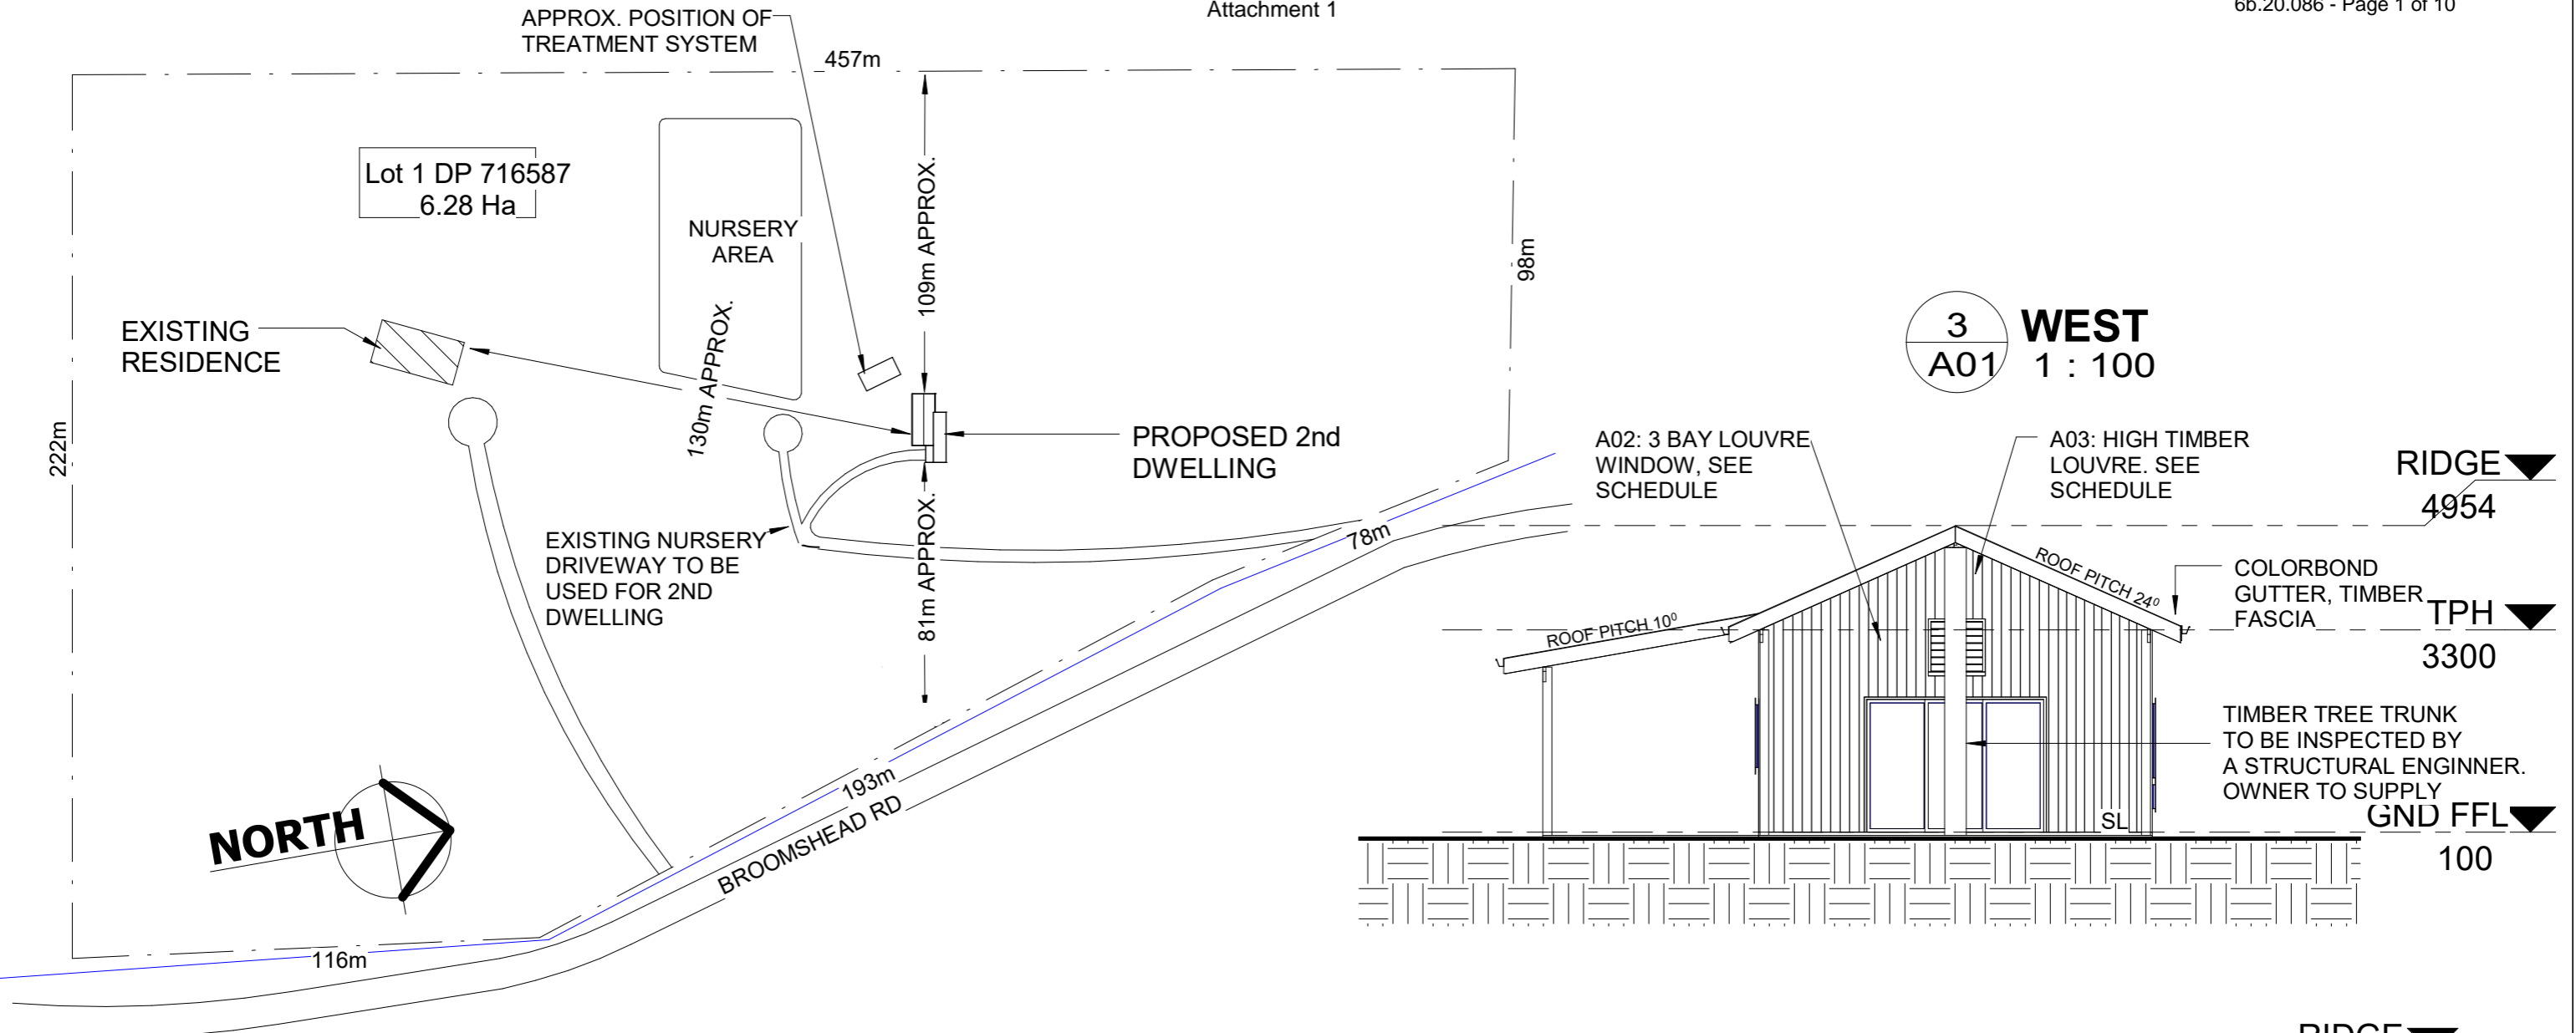 Attachment 1
6b.20.086 - Page 1 of 10
APPROX. POSITION OF
TREATMENT SYSTEM
457m
Lot 1 DP 716587
6.28 Ha
NURSERY
AREA
109m APPROX.
98m
EXISTING
RESIDENCE
130m APPROX.
222m
PROPOSED 2nd
DWELLING
EXISTING NURSERY
DRIVEWAY TO BE
USED FOR 2ND
DWELLING
81m APPROX.
78m
193m
BROOMSHEAD RD
NORTH
116m
3
A01
WEST
1 : 100
A02: 3 BAY LOUVRE
WINDOW, SEE
SCHEDULE
A03: HIGH TIMBER
LOUVRE. SEE
SCHEDULE
RIDGE
4954
ROOF PITCH 24⁰
COLORBOND
GUTTER, TIMBER
FASCIA
TPH
3300
ROOF PITCH 10⁰
TIMBER TREE TRUNK
TO BE INSPECTED BY
A STRUCTURAL ENGINNER.
OWNER TO SUPPLY
SL
GND FFL
100
RIDGE